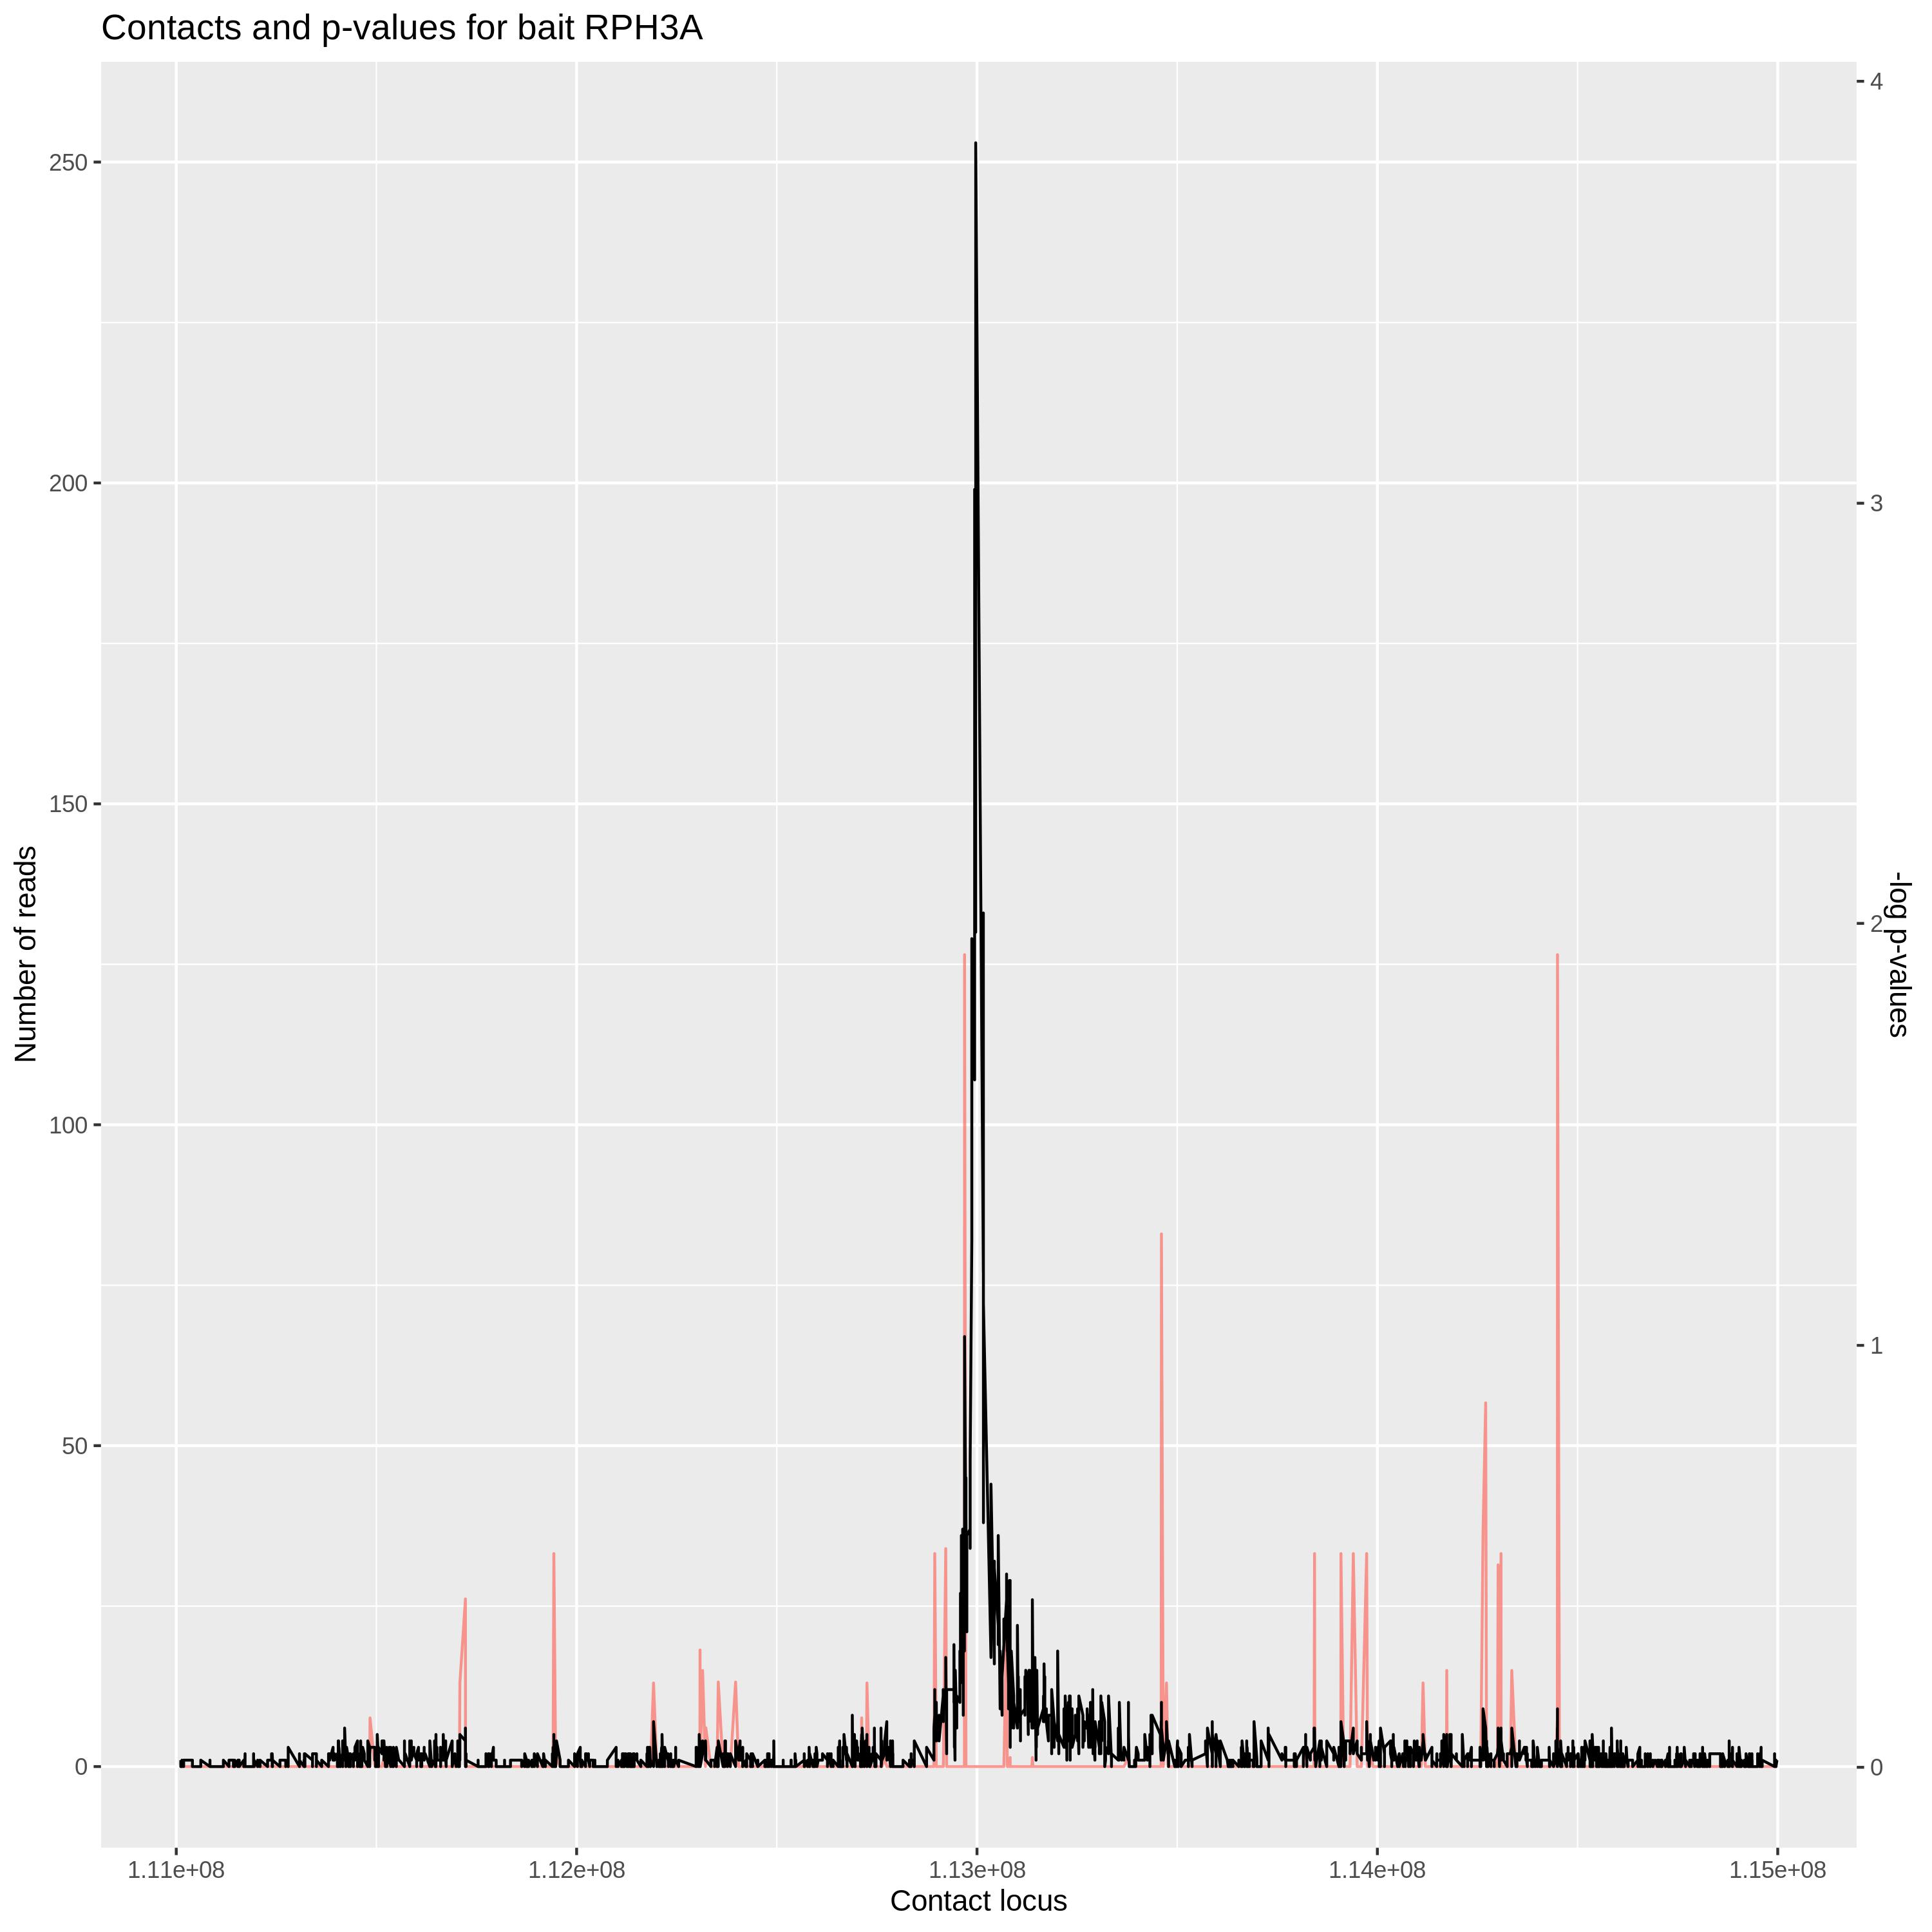 Contacts and p-values for bait RPH3A
250
200
150
100
50
0
Number of reads
4
3
2
1
0
-log p-values
1.11e+08
1.12e+08
1.13e+08
1.14e+08
1.15e+08
Contact locus